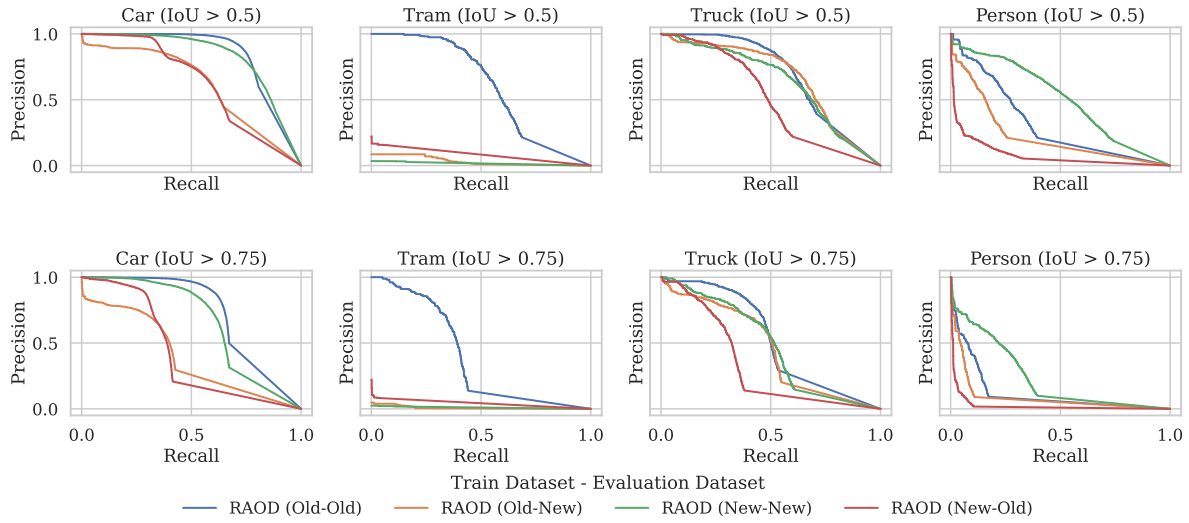 Car (IoU > 0.5) Tram (IoU > 0.5) Truck (IoU > 0.5) Person (IoU > 0.5)
1.0
Precision Precision Precision Precision
0.5
0.0
Recall Recall Recall Recall
Car (IoU > 0.75) Tram (IoU > 0.75) Truck (IoU > 0.75) Person (IoU > 0.75)
1.0
Precision Precision Precision Precision
0.5
0.0
0.0 0.5 1.0 0.0 0.5 1.0 0.0 0.5 1.0 0.0 0.5 1.0
Recall Recall Recall Recall
Train Dataset - Evaluation Dataset
RAOD (Old-Old) RAOD (Old-New) RAOD (New-New) RAOD (New-Old)